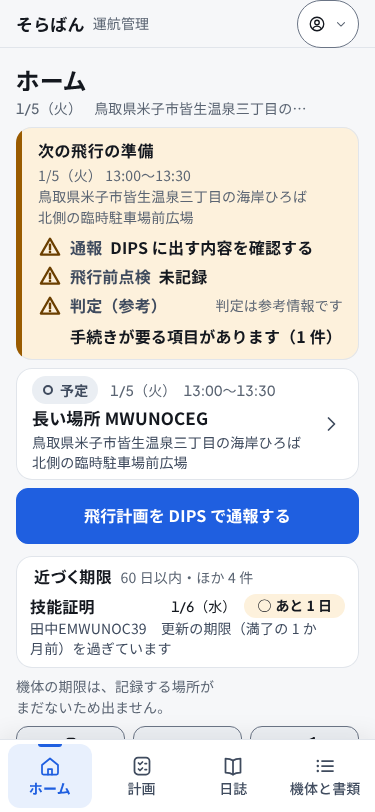 そらばん 運航管理
ホーム
1/5（火） 鳥取県米子市皆生温泉三丁目の…
次の飛行の準備
1/5（火） 13:00〜13:30
鳥取県米子市皆生温泉三丁目の海岸ひろば
北側の臨時駐車場前広場
通報 DIPS に出す内容を確認する
飛行前点検 未記録
判定（参考） 判定は参考情報です
手続きが要る項目があります（1 件）
予定 1/5（火） 13:00〜13:30
長い場所 MWUNOCEG
鳥取県米子市皆生温泉三丁目の海岸ひろば
北側の臨時駐車場前広場
飛行計画を DIPS で通報する
近づく期限 60 日以内・ほか 4 件
技能証明 1/6（水） あと 1 日
田中EMWUNOC39 更新の期限（満了の 1 か
月前）を過ぎています
機体の期限は、記録する場所が
まだないため出ません。
ホーム 計画 日誌 機体と書類